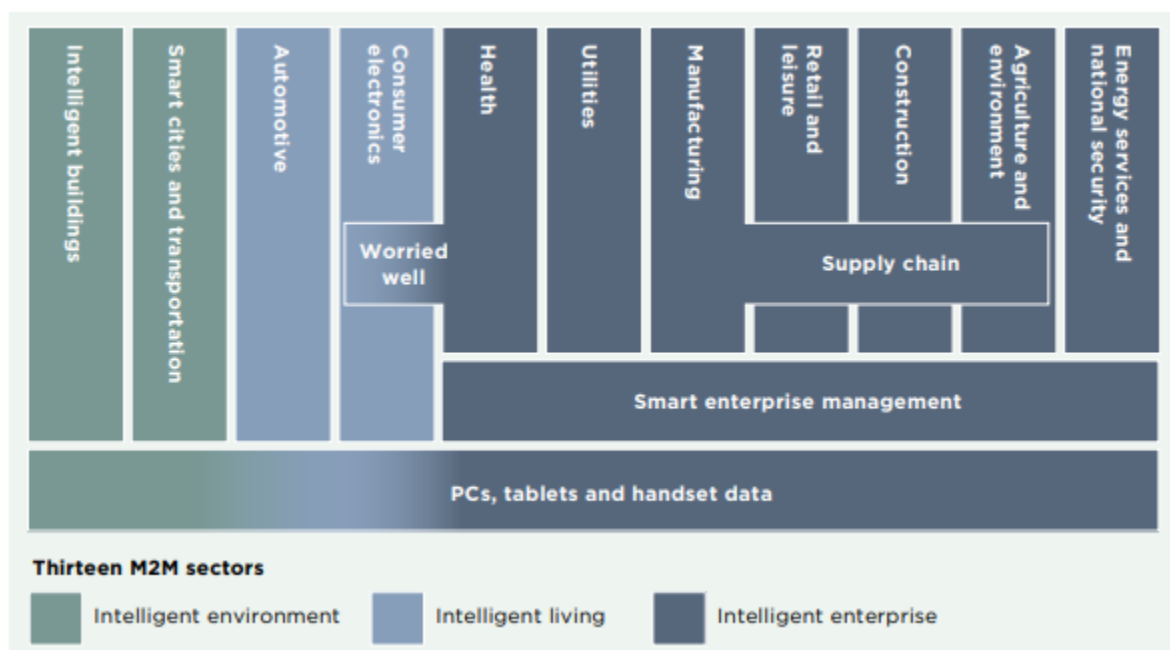 Intelligent buildings
Smart cities and transportation
Automotive
Consumer
electronics
Health
Utilities
Manufacturing
Retail and
leisure
Construction
Agriculture and
environment
Energy services and
national security
Worried
well
Supply chain
Smart enterprise management
PCs, tablets and handset data
Thirteen M2M sectors
Intelligent environment
Intelligent living
Intelligent enterprise